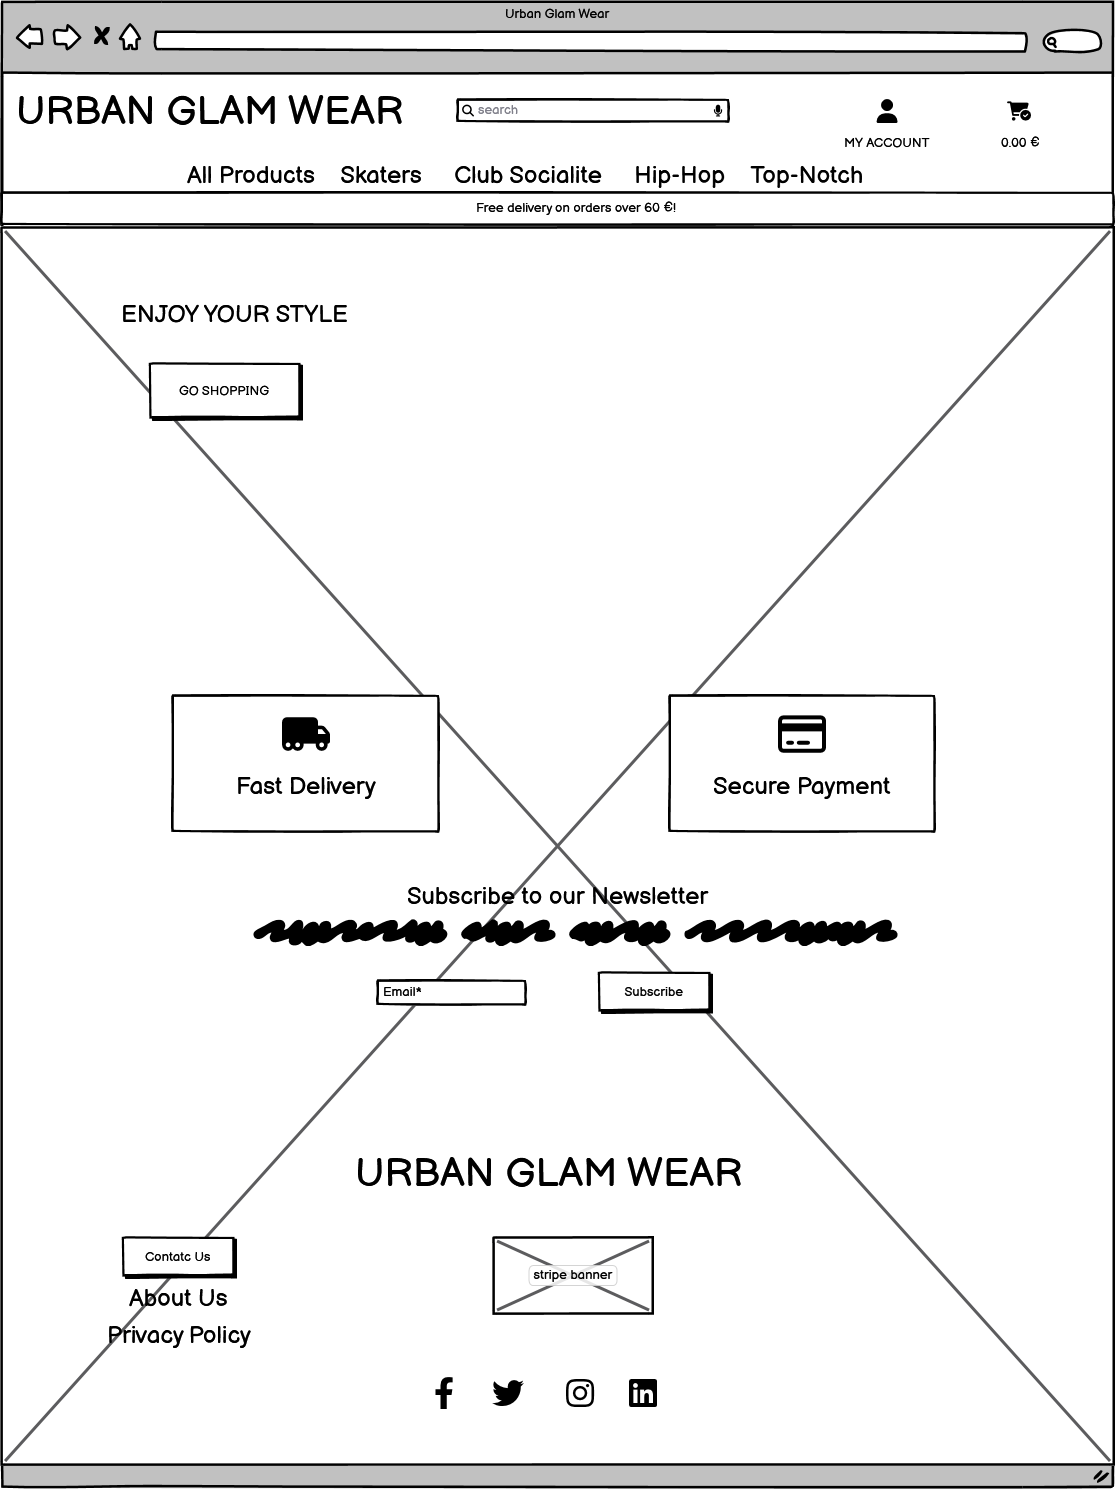 Urban Glam Wear
URBAN GLAM WEAR
search
MY ACCOUNT
0.00 €
All Products Skaters Club Socialite Hip-Hop Top-Notch
Free delivery on orders over 60 €!
ENJOY YOUR STYLE
GO SHOPPING
Fast Delivery
Secure Payment
Subscribe to our Newsletter
Email*
Subscribe
URBAN GLAM WEAR
Contatc Us
stripe banner
About Us
Privacy Policy